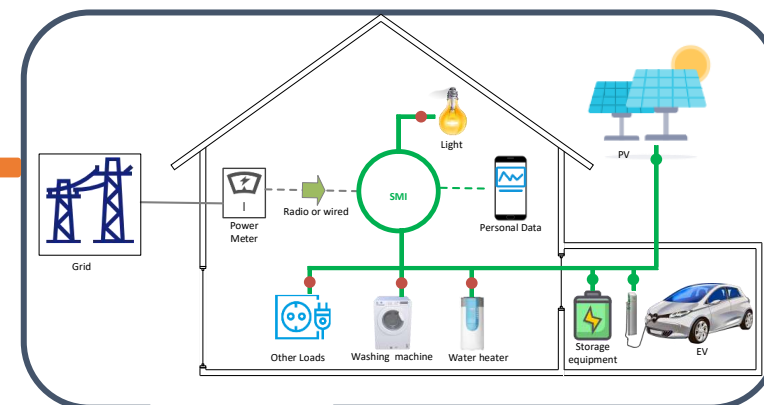 Light
PV
SMI
Radio or wired
Power
Meter
Personal Data
Grid
Other Loads
Washing machine
Water heater
Storage
equipment
EV